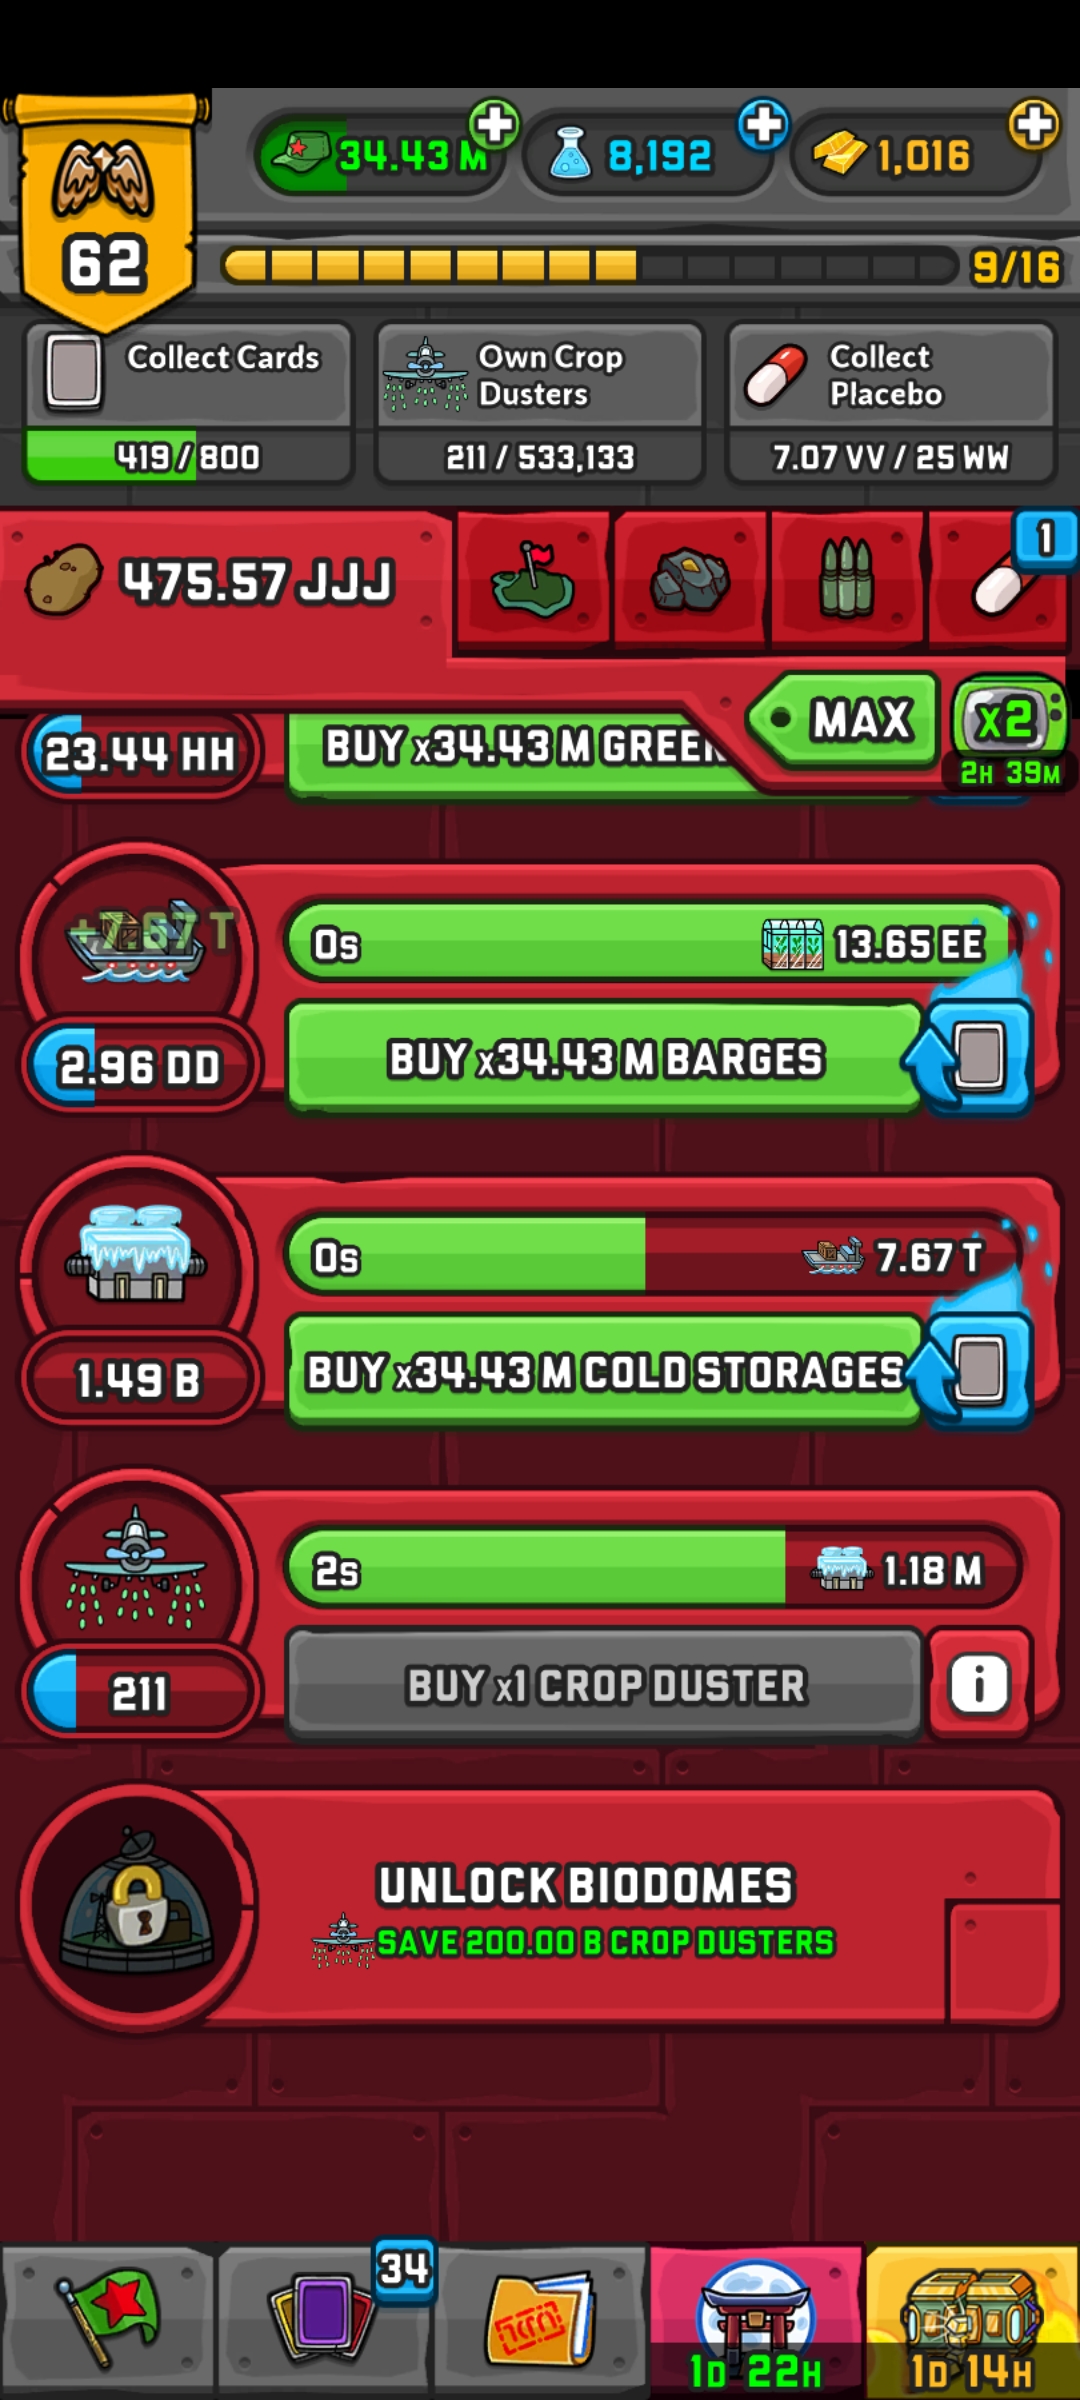 34.43 M
8,192
1,016
62
9/16
Collect Cards
419 / 800
Own Crop
Dusters
211 / 533,133
Collect
Placebo
7.07 VV / 25 WW
475.57 JJJ
1
MAX
x2
2H 39M
23.44 HH
BUY x34.43 M GREEN
+7.67 T
0s
13.65 EE
2.96 DD
BUY x34.43 M BARGES
0s
7.67 T
1.49 B
BUY x34.43 M COLD STORAGES
2s
1.18 M
211
BUY x1 CROP DUSTER
i
UNLOCK BIODOMES
SAVE 200.00 B CROP DUSTERS
34
1D 22H
1D 14H